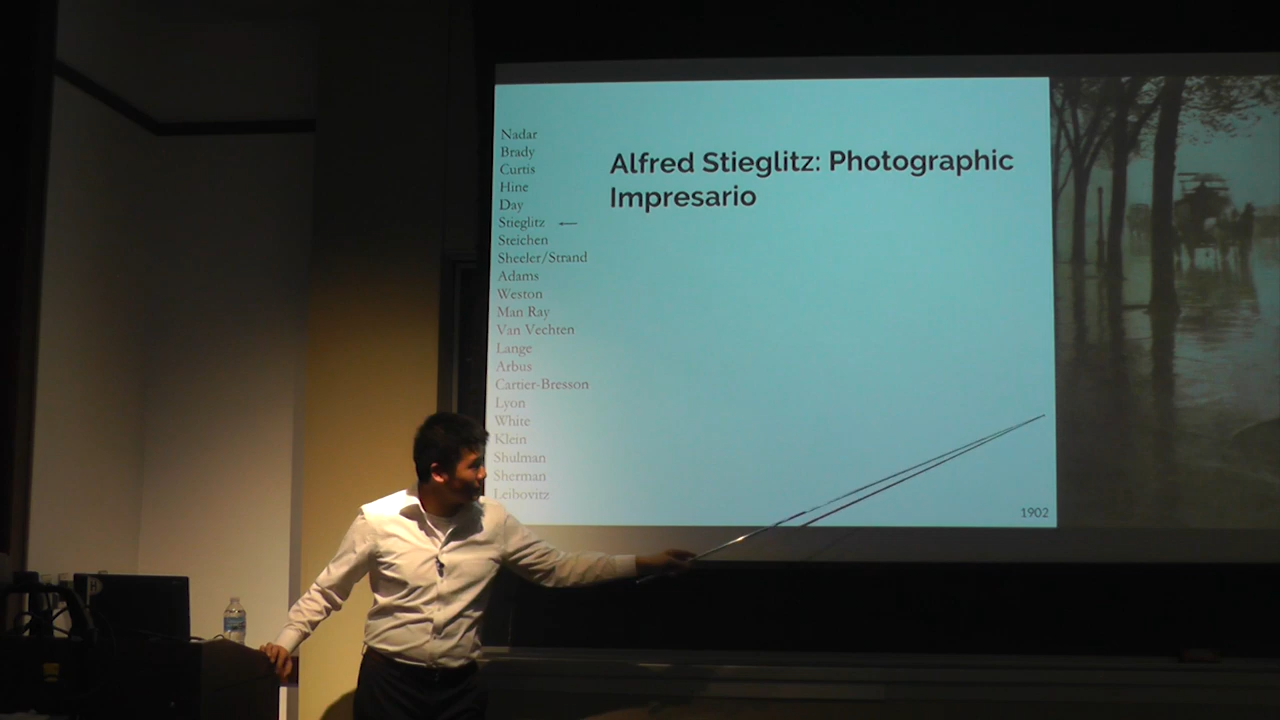 Nadar
Brady
Curtis
Hine
Day
Stieglitz ←
Steichen
Sheeler/Strand
Adams
Weston
Man Ray
Van Vechten
Lange
Arbus
Cartier-Bresson
Lyon
White
Klein
Shulman
Sherman
Leibovitz
Alfred Stieglitz: Photographic
Impresario
1902